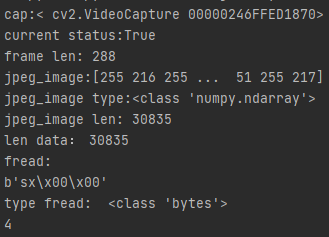 cap:< cv2.VideoCapture 00000246FFED1870>
current status:True
frame len: 288
jpeg_image:[255 216 255 ...  51 255 217]
jpeg_image type:<class 'numpy.ndarray'>
jpeg_image len: 30835
len data:  30835
fread:
b'sx\x00\x00'
type fread:  <class 'bytes'>
4